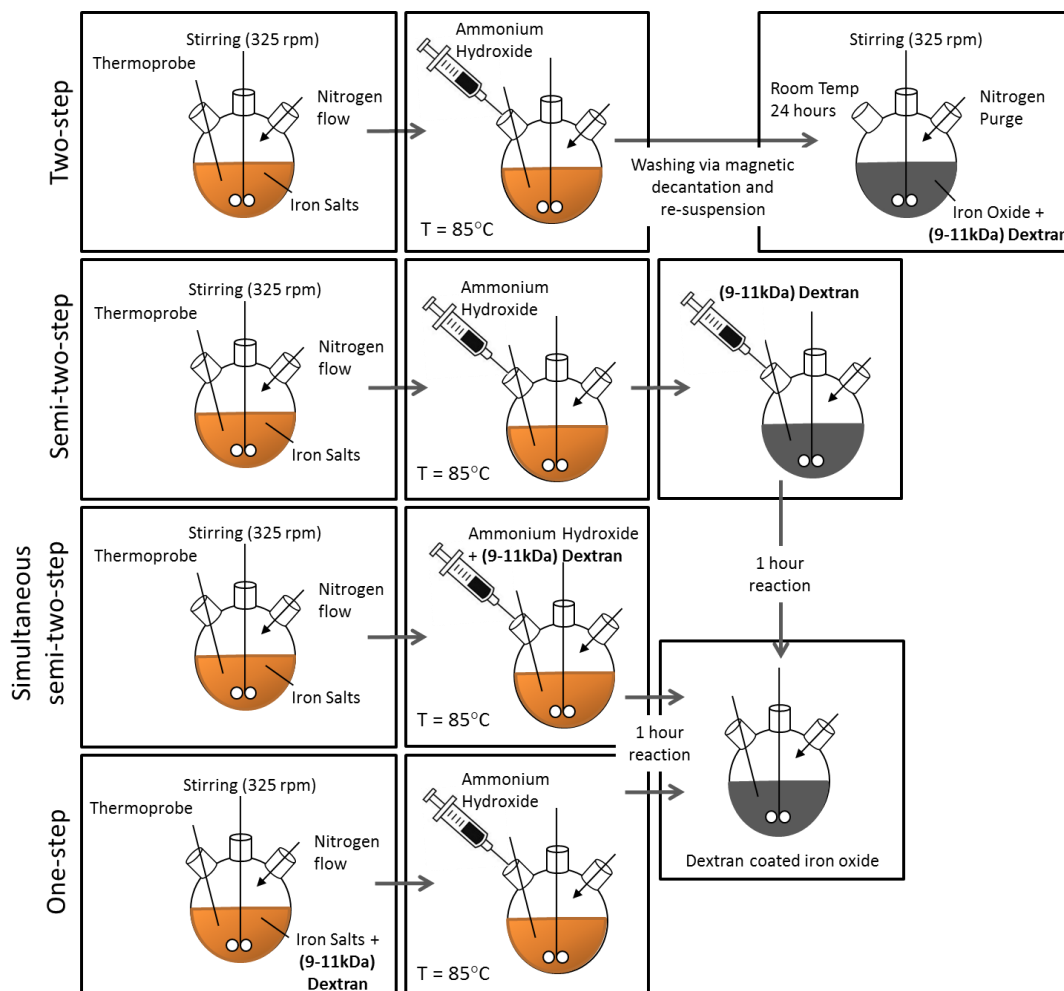 Two-step
Stirring (325 rpm)
Thermoprobe
Nitrogen
flow
Iron Salts
Ammonium
Hydroxide
T = 85°C
Washing via magnetic
decantation and
re-suspension
Stirring (325 rpm)
Room Temp
24 hours
Nitrogen
Purge
Iron Oxide +
(9-11kDa) Dextran
Semi-two-step
Stirring (325 rpm)
Thermoprobe
Nitrogen
flow
Iron Salts
Ammonium
Hydroxide
T = 85°C
(9-11kDa) Dextran
1 hour
reaction
Simultaneous
semi-two-step
Stirring (325 rpm)
Thermoprobe
Nitrogen
flow
Iron Salts
Ammonium Hydroxide
+ (9-11kDa) Dextran
T = 85°C
1 hour
reaction
One-step
Stirring (325 rpm)
Thermoprobe
Nitrogen
flow
Iron Salts +
(9-11kDa)
Dextran
Ammonium
Hydroxide
T = 85°C
Dextran coated iron oxide